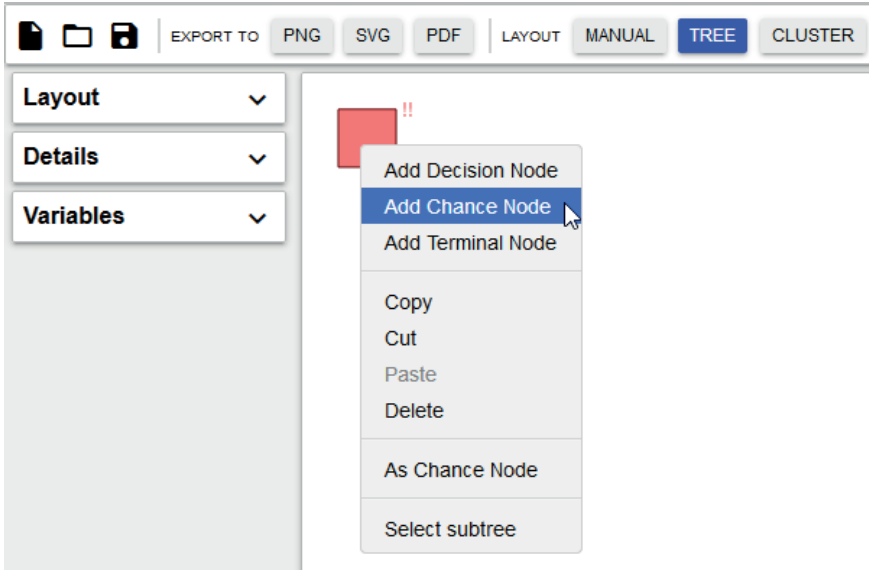 EXPORT TO PNG SVG PDF LAYOUT MANUAL TREE CLUSTER
Layout
Details
Variables
!!
Add Decision Node
Add Chance Node
Add Terminal Node
Copy
Cut
Paste
Delete
As Chance Node
Select subtree